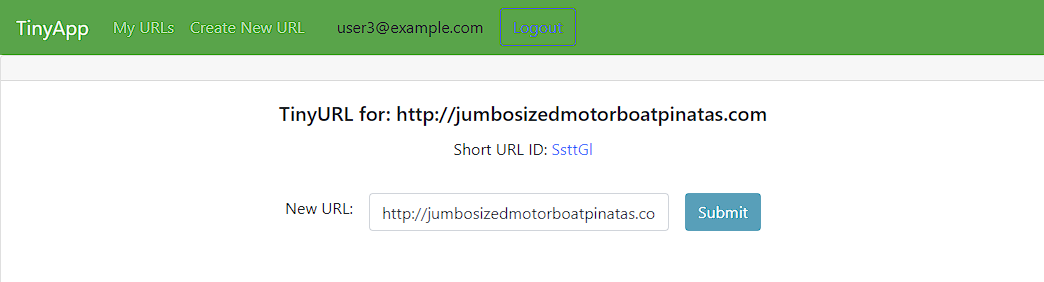 TinyApp My URLs Create New URL user3@example.com Logout
TinyURL for: http://jumbosizedmotorboatpinatas.com
Short URL ID: SsttGl
New URL: http://jumbosizedmotorboatpinatas.co Submit